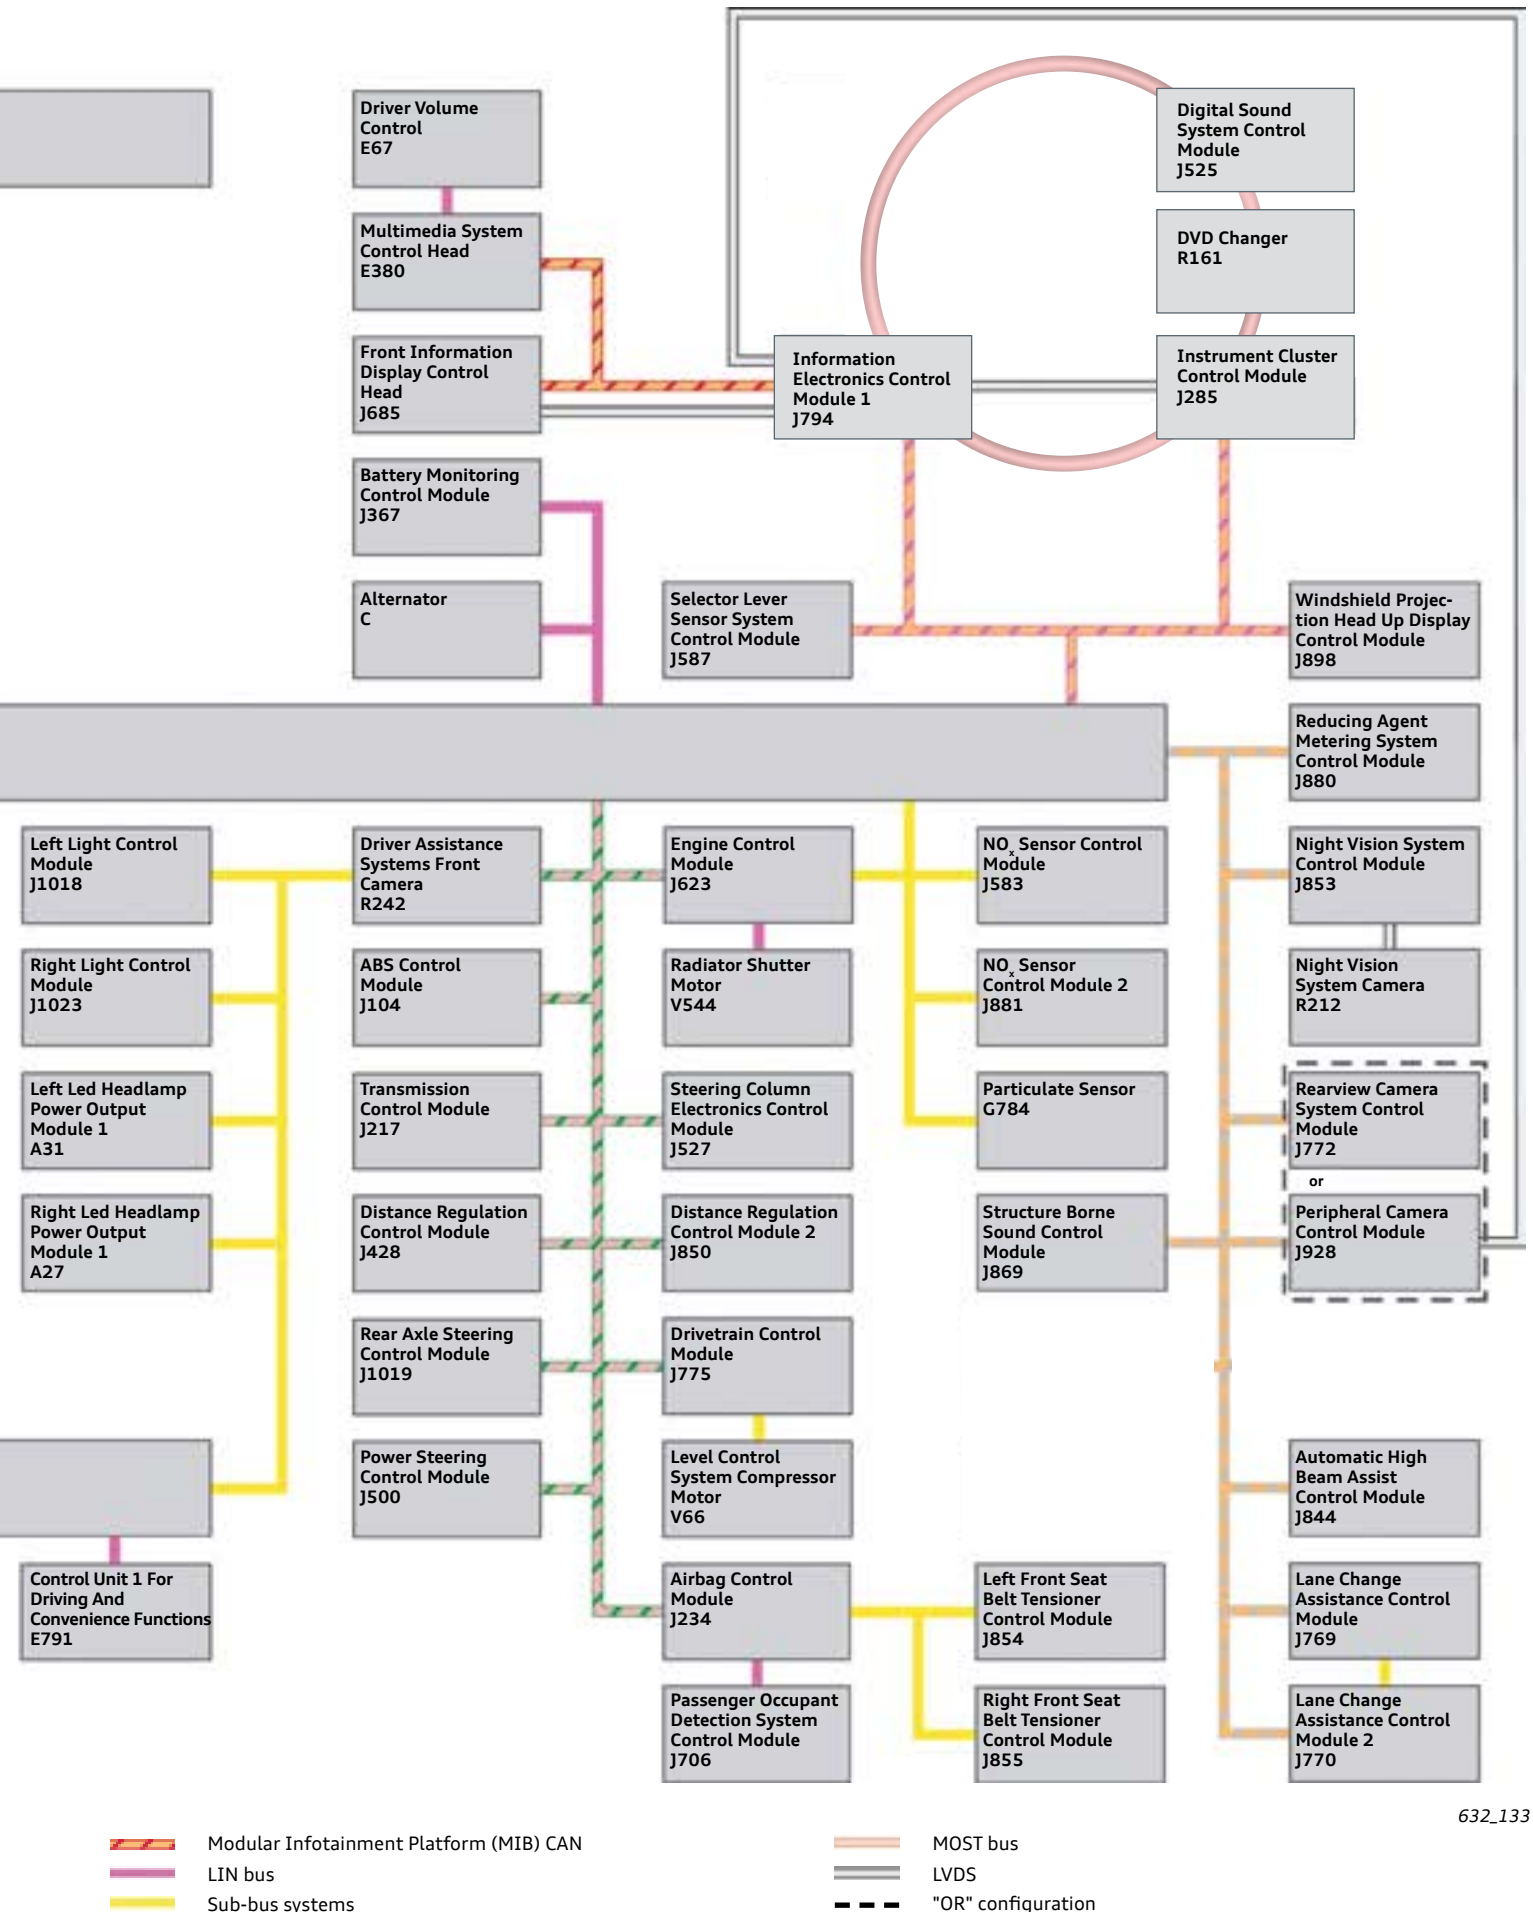 Driver Volume
Control
E67
Digital Sound
System Control
Module
J525
Multimedia System
Control Head
E380
DVD Changer
R161
Front Information
Display Control
Head
J685
Information
Electronics Control
Module 1
J794
Instrument Cluster
Control Module
J285
Battery Monitoring
Control Module
J367
Alternator
C
Selector Lever
Sensor System
Control Module
J587
Windshield Projec-
tion Head Up Display
Control Module
J898
Reducing Agent
Metering System
Control Module
J880
Left Light Control
Module
J1018
Driver Assistance
Systems Front
Camera
R242
Engine Control
Module
J623
NOx Sensor Control
Module
J583
Night Vision System
Control Module
J853
Right Light Control
Module
J1023
ABS Control
Module
J104
Radiator Shutter
Motor
V544
NOx Sensor
Control Module 2
J881
Night Vision
System Camera
R212
Left Led Headlamp
Power Output
Module 1
A31
Transmission
Control Module
J217
Steering Column
Electronics Control
Module
J527
Particulate Sensor
G784
Rearview Camera
System Control
Module
J772
or
Right Led Headlamp
Power Output
Module 1
A27
Distance Regulation
Control Module
J428
Distance Regulation
Control Module 2
J850
Structure Borne
Sound Control
Module
J869
Peripheral Camera
Control Module
J928
Rear Axle Steering
Control Module
J1019
Drivetrain Control
Module
J775
Power Steering
Control Module
J500
Level Control
System Compressor
Motor
V66
Automatic High
Beam Assist
Control Module
J844
Control Unit 1 For
Driving And
Convenience Functions
E791
Airbag Control
Module
J234
Left Front Seat
Belt Tensioner
Control Module
J854
Lane Change
Assistance Control
Module
J769
Passenger Occupant
Detection System
Control Module
J706
Right Front Seat
Belt Tensioner
Control Module
J855
Lane Change
Assistance Control
Module 2
J770
632_133
Modular Infotainment Platform (MIB) CAN
LIN bus
Sub-bus systems
MOST bus
LVDS
"OR" configuration